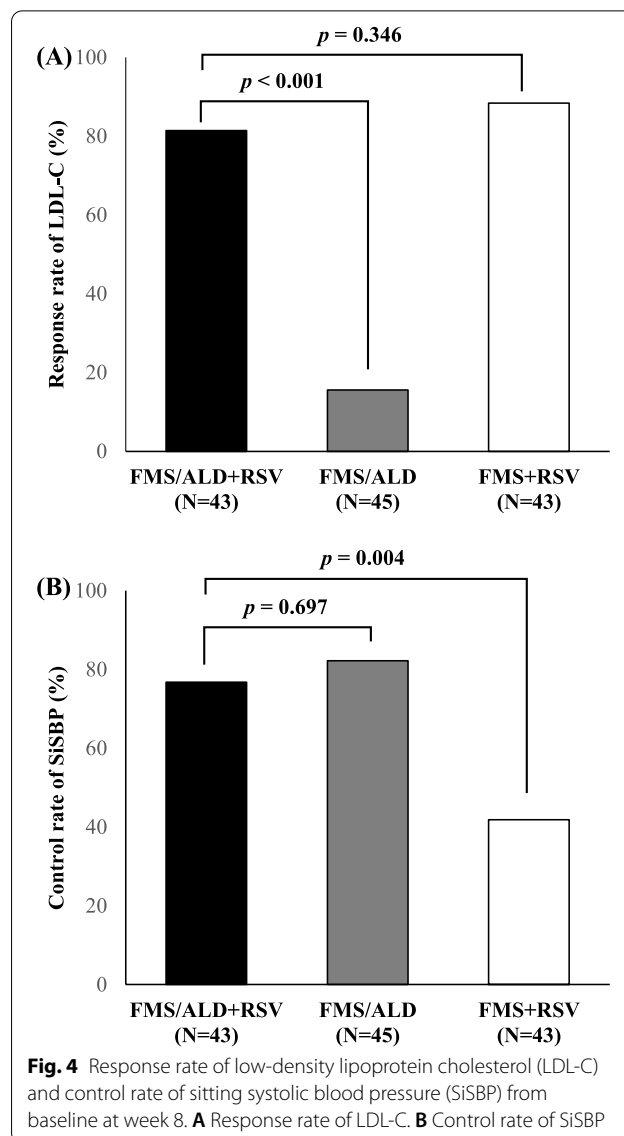 (A)
p = 0.346
p < 0.001
Response rate of LDL-C (%)
100
80
60
40
20
0
FMS/ALD+RSV FMS/ALD FMS+RSV
(N=43) (N=45) (N=43)
(B)
p = 0.004
p = 0.697
Control rate of SiSBP (%)
100
80
60
40
20
0
FMS/ALD+RSV FMS/ALD FMS+RSV
(N=43) (N=45) (N=43)
Fig. 4 Response rate of low-density lipoprotein cholesterol (LDL-C)
and control rate of sitting systolic blood pressure (SiSBP) from
baseline at week 8. A Response rate of LDL-C. B Control rate of SiSBP